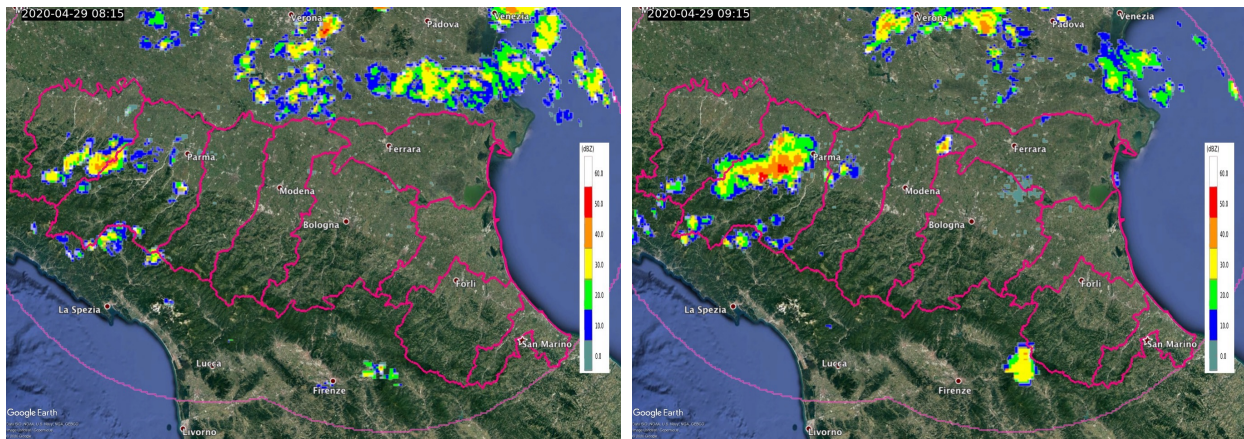 2020-04-29 08:15
Verona
Padova
Venezia
Parma
Ferrara
Modena
Bologna
Forlì
La Spezia
San Marino
Lucca
Firenze
Livorno
Google Earth
(dBZ)
60.0
50.0
40.0
30.0
20.0
10.0
0.0
2020-04-29 09:15
Verona
Padova
Venezia
Parma
Ferrara
Modena
Bologna
Forlì
La Spezia
San Marino
Lucca
Firenze
Livorno
Google Earth
(dBZ)
60.0
50.0
40.0
30.0
20.0
10.0
0.0